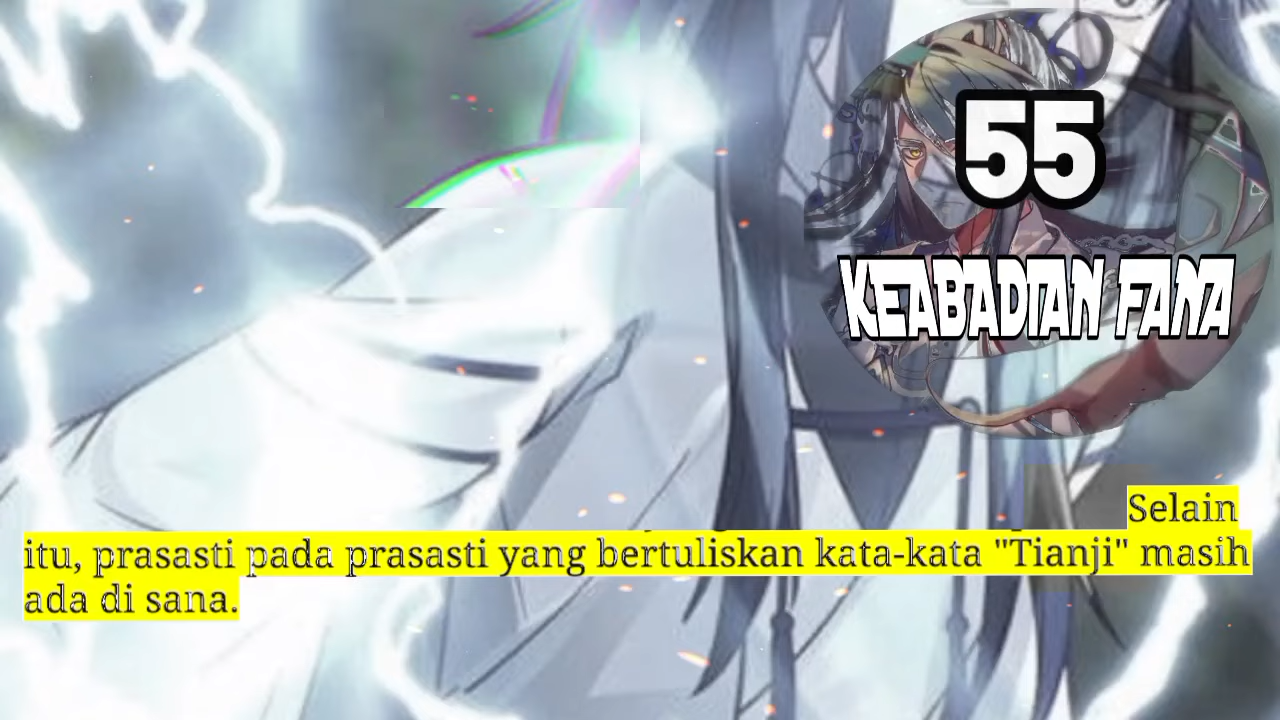 55
KEABADIAN FANA
Selain
itu, prasasti pada prasasti yang bertuliskan kata-kata "Tianji" masih
ada di sana.